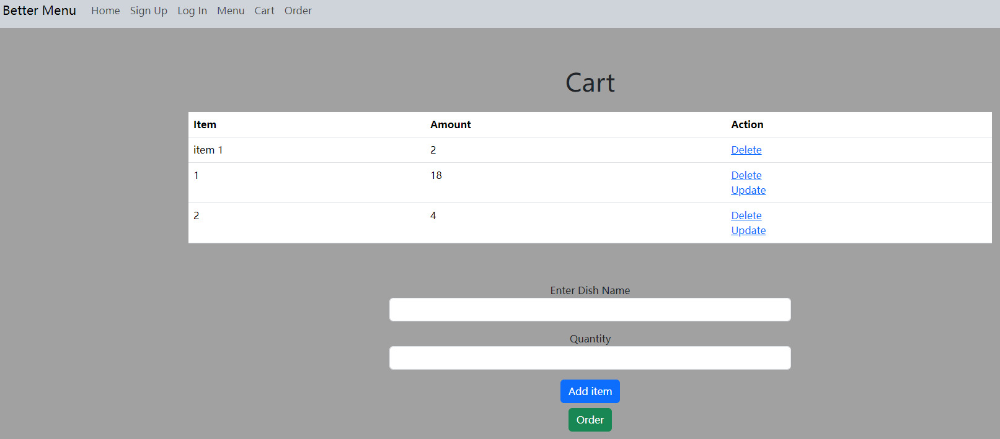 Better Menu Home Sign Up Log In Menu Cart Order
Cart
Item Amount Action
item 1 2 Delete
1 18 Delete
Update
2 4 Delete
Update
Enter Dish Name
Quantity
Add item
Order